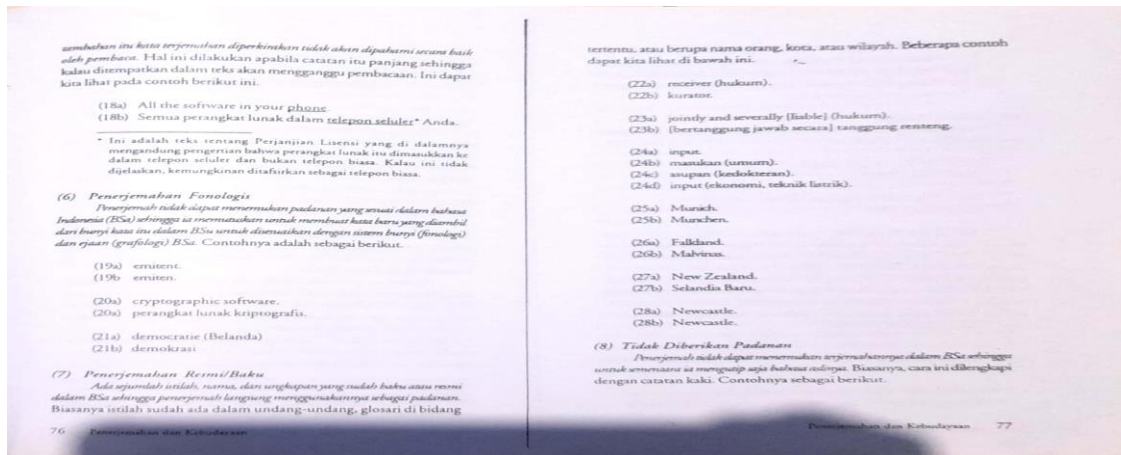 sembahan itu kata terjemahan diperkirakan tidak akan dipahami secara baik
oleh pembaca. Hal ini dilakukan apabila catatan itu panjang sehingga
kalau ditempatkan dalam teks akan mengganggu pembacaan. Ini dapat
kita lihat pada contoh berikut ini.
(18a) All the software in your phone.
(18b) Semua perangkat lunak dalam telepon seluler* Anda.
* Ini adalah teks tentang Perjanjian Lisensi yang di dalamnya
mengandung pengertian bahwa perangkat lunak itu dimasukkan ke
dalam telepon seluler dan bukan telepon biasa. Kalau ini tidak
dijelaskan, kemungkinan ditafsirkan sebagai telepon biasa.
(6) Penerjemahan Fonologis
Penerjemah tidak dapat menemukan padanan yang sesuai dalam bahasa
Indonesia (BSa) sehingga ia memutuskan untuk membuat kata baru yang diambil
dari bunyi kata itu dalam BSu untuk disesuaikan dengan sistem bunyi (fonologi)
dan ejaan (grafologi) BSa. Contohnya adalah sebagai berikut.
(19a) emitent.
(19b emiten.
(20a) cryptographic software.
(20a) perangkat lunak kriptografis.
(21a) democratie (Belanda)
(21b) demokrasi
(7) Penerjemahan Resmi/Baku
Ada sejumlah istilah, nama, dan ungkapan yang sudah baku atau resmi
dalam BSa sehingga penerjemah langsung menggunakannya sebagai padanan.
Biasanya istilah sudah ada dalam undang-undang, glosari di bidang
76 Penerjemahan dan Kebudayaan
tertentu, atau berupa nama orang, kota, atau wilayah. Beberapa contoh
dapat kita lihat di bawah ini.
(22a) receiver (hukum).
(22b) kurator.
(23a) jointly and severally [liable] (hukum).
(23b) [bertanggung jawab secara] tanggung renteng.
(24a) input.
(24b) masukan (umum).
(24c) asupan (kedokteran).
(24d) input (ekonomi, teknik listrik).
(25a) Munich.
(25b) Munchen.
(26a) Falkland.
(26b) Malvinas.
(27a) New Zealand.
(27b) Selandia Baru.
(28a) Newcastle.
(28b) Newcastle.
(8) Tidak Diberikan Padanan
Penerjemah tidak dapat menemukan terjemahannya dalam BSa sehingga
untuk sementara ia mengutip saja bahasa aslinya. Biasanya, cara ini dilengkapi
dengan catatan kaki. Contohnya sebagai berikut.
Penerjemahan dan Kebudayaan 77